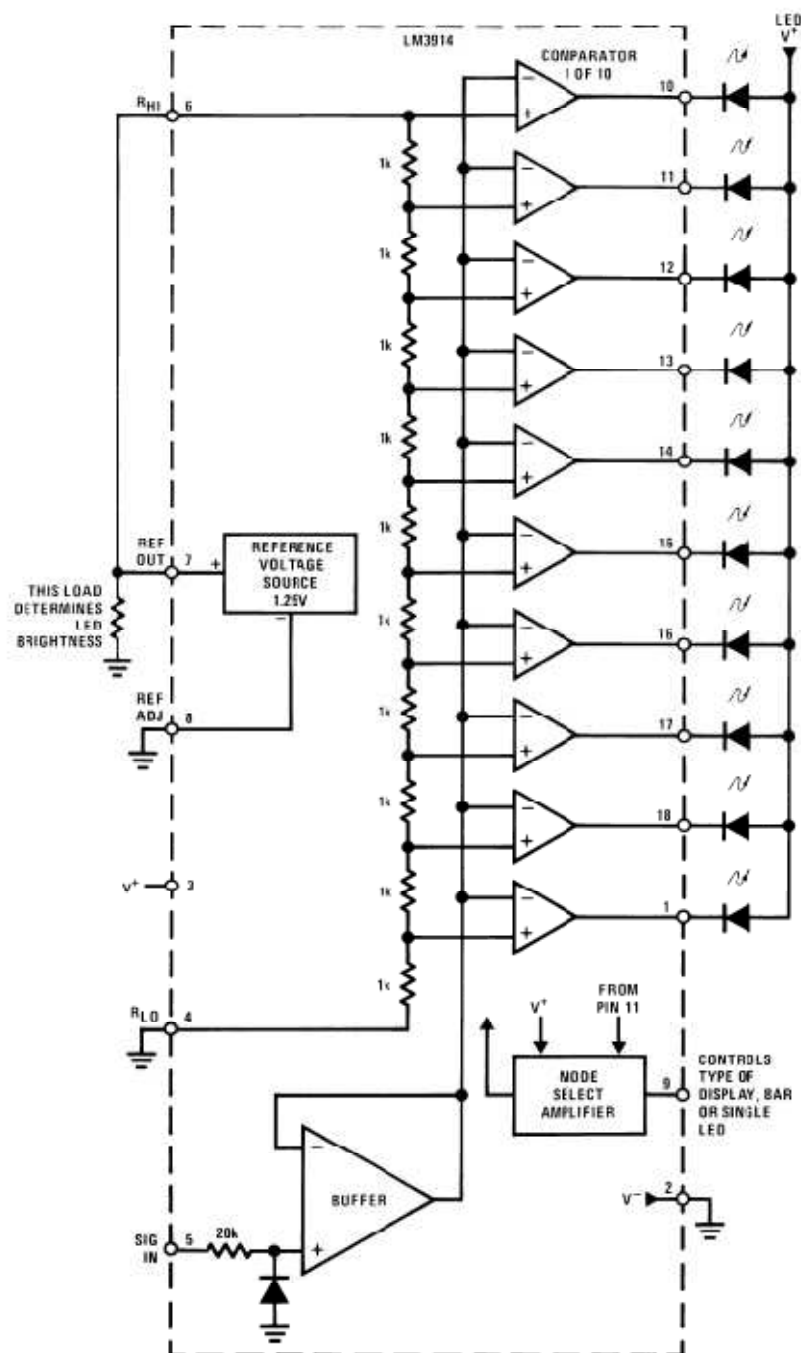 LED
V+
LM3914
COMPARATOR
1 OF 10
RHI
6
10
1k
11
1k
12
1k
13
1k
14
1k
15
REF
OUT
7
+
REFERENCE
VOLTAGE
SOURCE
1.25V
−
THIS LOAD
DETERMINES
LED
BRIGHTNESS
1k
16
REF
ADJ
8
1k
17
1k
18
V+
3
1k
1
1k
RLO
4
V+
FROM
PIN 11
NODE
SELECT
AMPLIFIER
9
CONTROLS
TYPE OF
DISPLAY, BAR
OR SINGLE
LED
BUFFER
−
+
V−
2
SIG
IN
5
20k